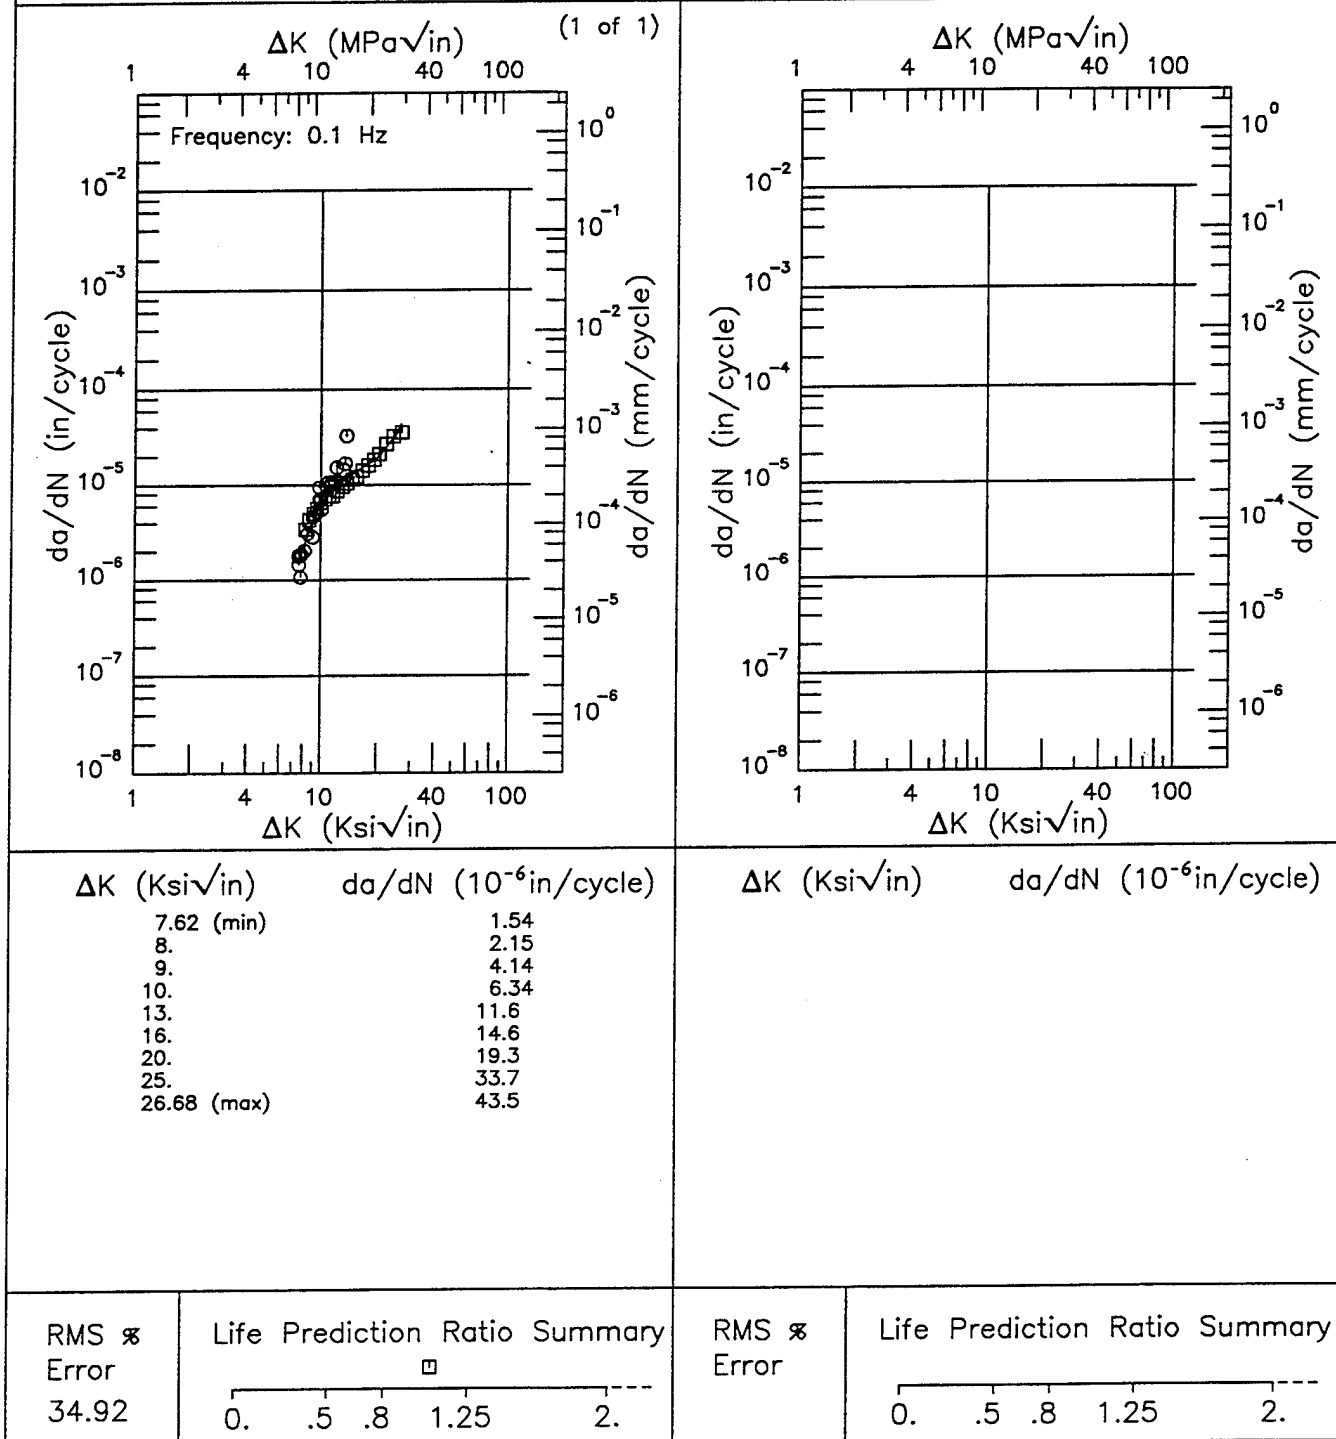 (1 of 1)
ΔK (MPa√in)
1 4 10 40 100
Frequency: 0.1 Hz
da/dN (in/cycle)
10⁻²
10⁻³
10⁻⁴
10⁻⁵
10⁻⁶
10⁻⁷
10⁻⁸
10⁰
10⁻¹
10⁻²
10⁻³
10⁻⁴
10⁻⁵
10⁻⁶
da/dN (mm/cycle)
1 4 10 40 100
ΔK (Ksi√in)
ΔK (MPa√in)
1 4 10 40 100
da/dN (in/cycle)
10⁻²
10⁻³
10⁻⁴
10⁻⁵
10⁻⁶
10⁻⁷
10⁻⁸
10⁰
10⁻¹
10⁻²
10⁻³
10⁻⁴
10⁻⁵
10⁻⁶
da/dN (mm/cycle)
1 4 10 40 100
ΔK (Ksi√in)
ΔK (Ksi√in) da/dN (10⁻⁶in/cycle)
7.62 (min) 1.54
8. 2.15
9. 4.14
10. 6.34
13. 11.6
16. 14.6
20. 19.3
25. 33.7
26.68 (max) 43.5
ΔK (Ksi√in) da/dN (10⁻⁶in/cycle)
RMS %
Error
34.92
Life Prediction Ratio Summary
0. .5 .8 1.25 2.
RMS %
Error
Life Prediction Ratio Summary
0. .5 .8 1.25 2.